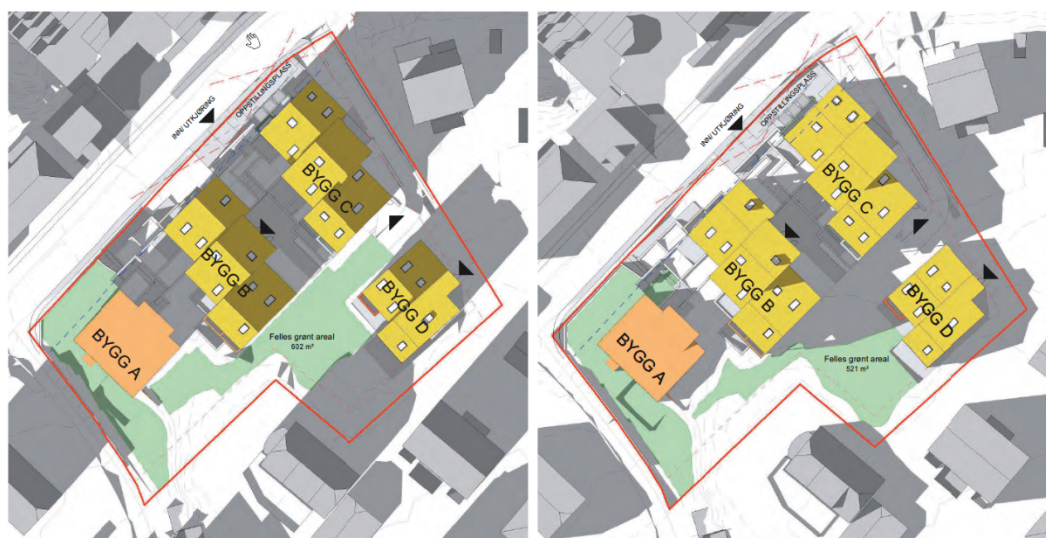 INN/ UTKJØRING
OPPSTILLINGSPLASS
BYGG C
BYGG B
BYGG D
BYGG A
Felles grønt areal
602 m²
INN/ UTKJØRING
OPPSTILLINGSPLASS
BYGG C
BYGG B
BYGG D
BYGG A
Felles grønt areal
521 m²